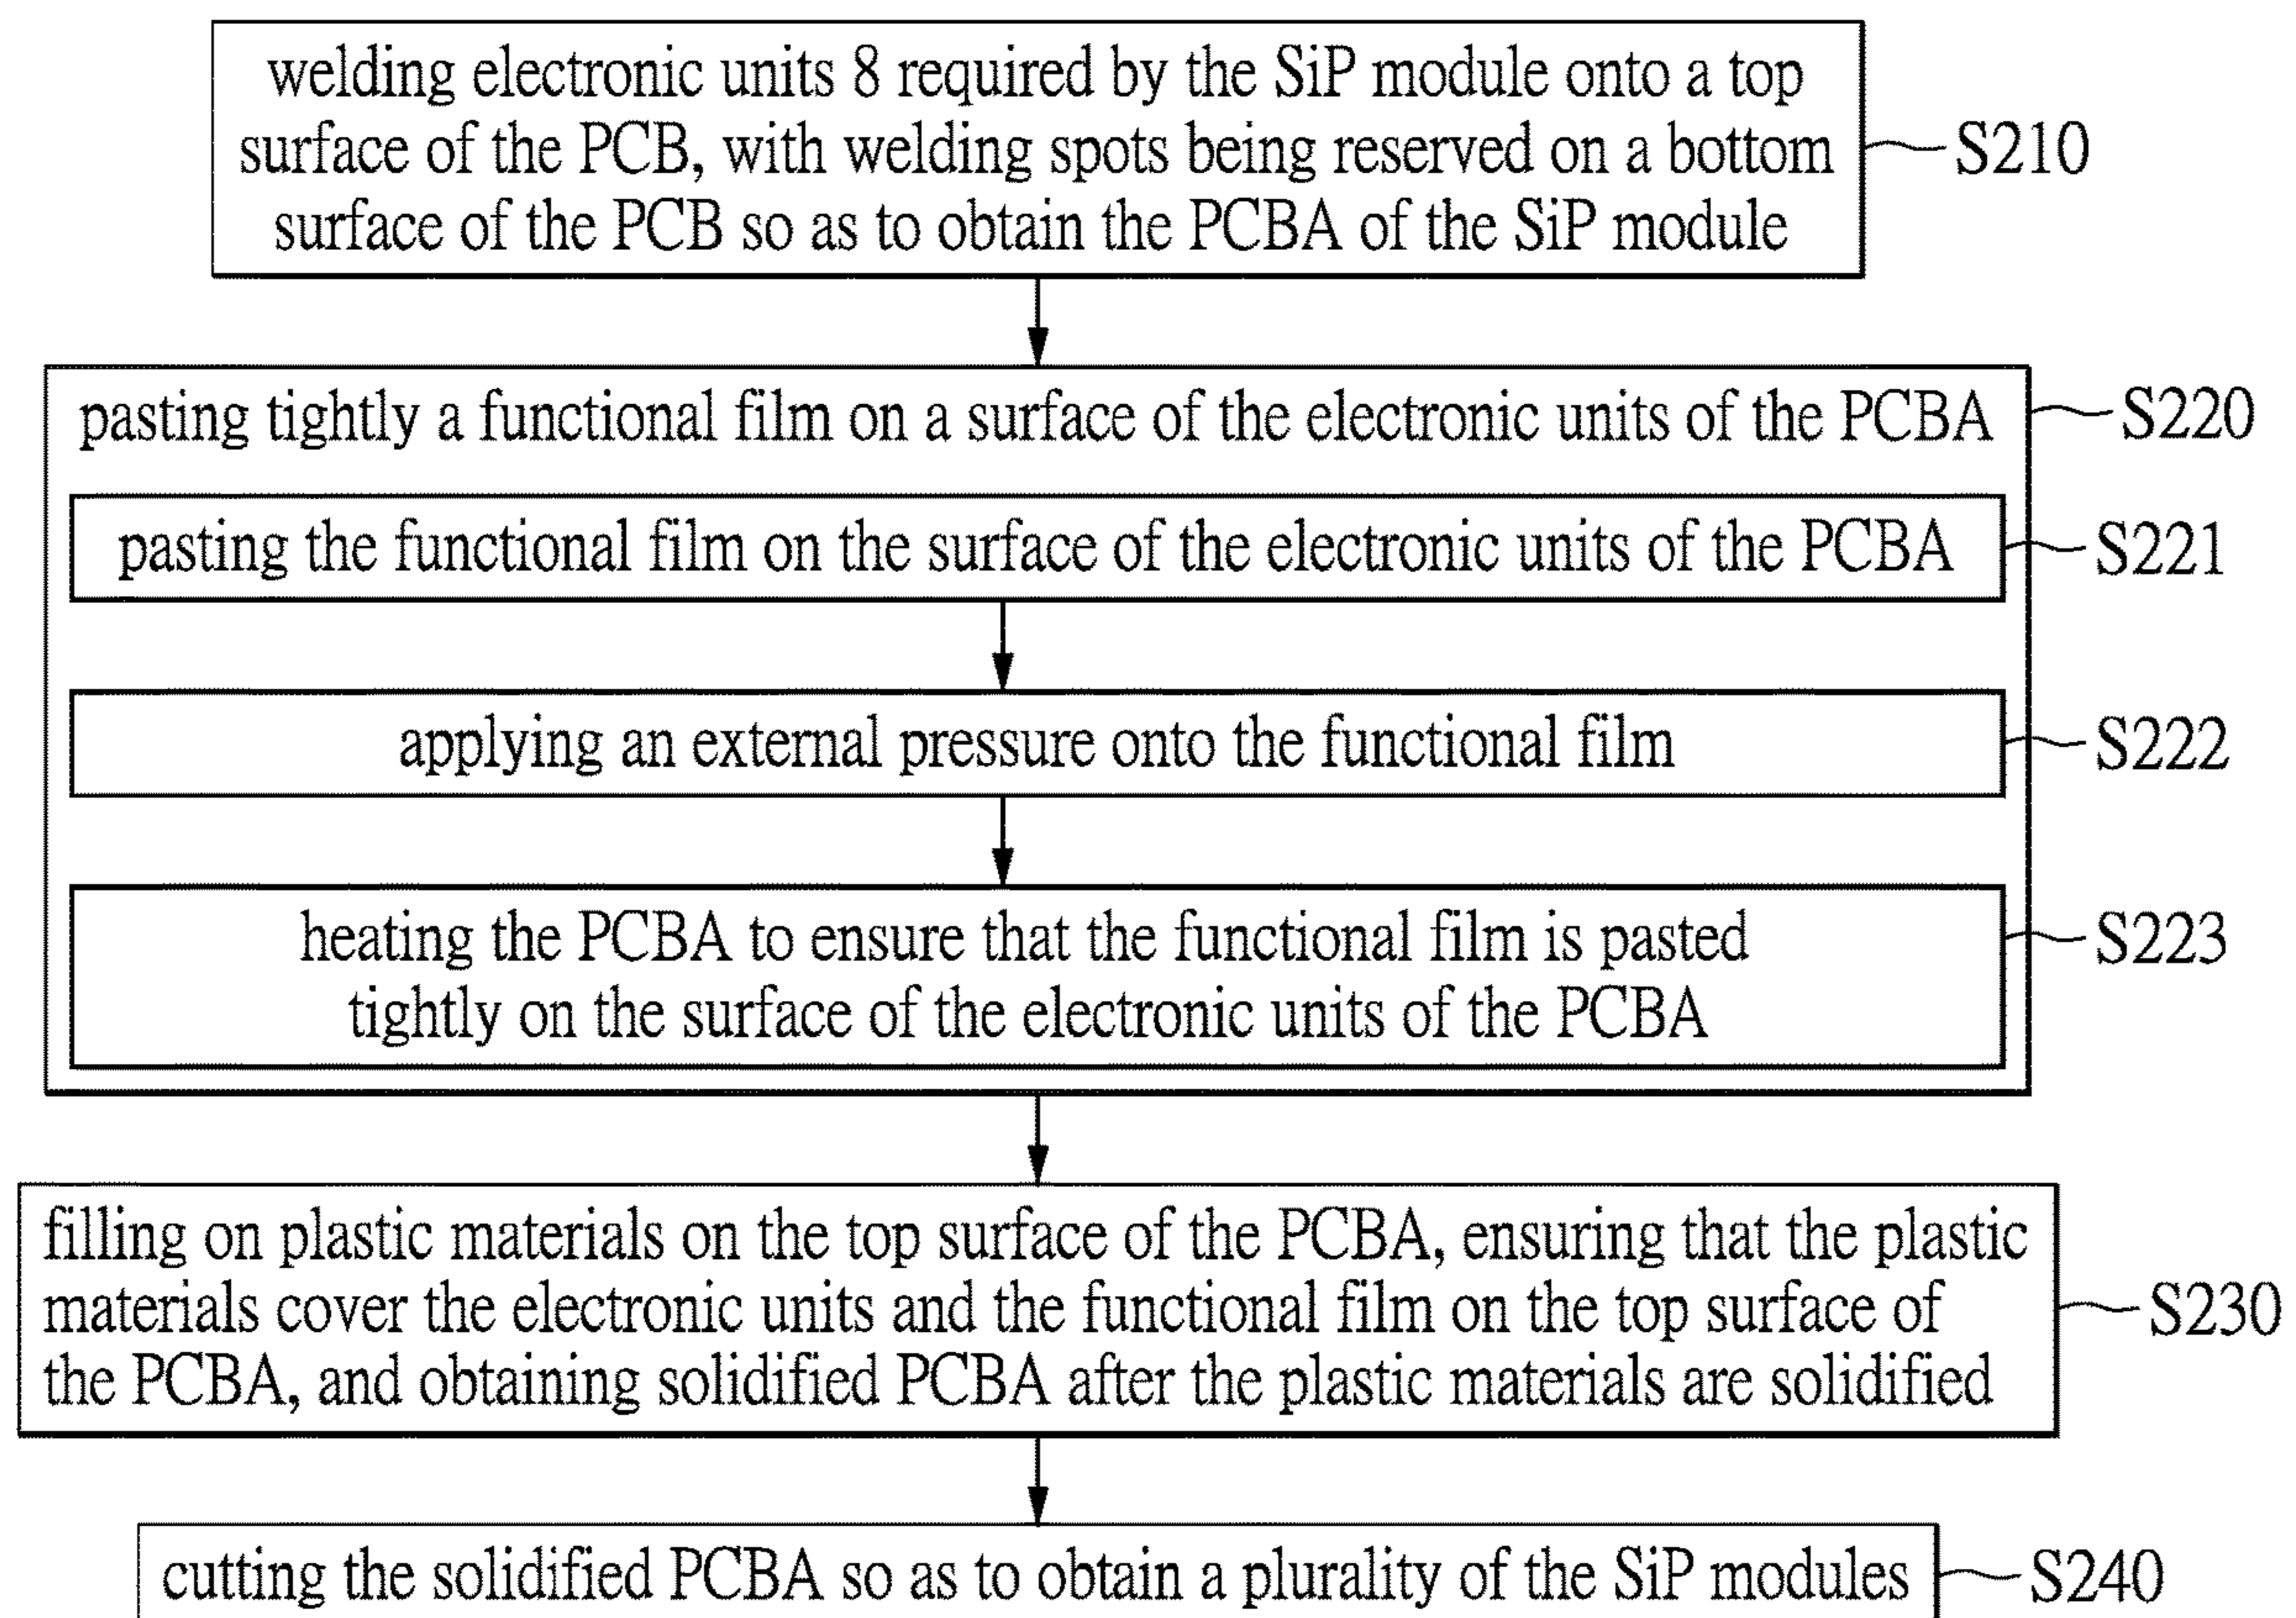 welding electronic units 8 required by the SiP module onto a top
surface of the PCB, with welding spots being reserved on a bottom
surface of the PCB so as to obtain the PCBA of the SiP module
S210
pasting tightly a functional film on a surface of the electronic units of the PCBA
S220
pasting the functional film on the surface of the electronic units of the PCBA
S221
applying an external pressure onto the functional film
S222
heating the PCBA to ensure that the functional film is pasted
tightly on the surface of the electronic units of the PCBA
S223
filling on plastic materials on the top surface of the PCBA, ensuring that the plastic
materials cover the electronic units and the functional film on the top surface of
the PCBA, and obtaining solidified PCBA after the plastic materials are solidified
S230
cutting the solidified PCBA so as to obtain a plurality of the SiP modules
S240